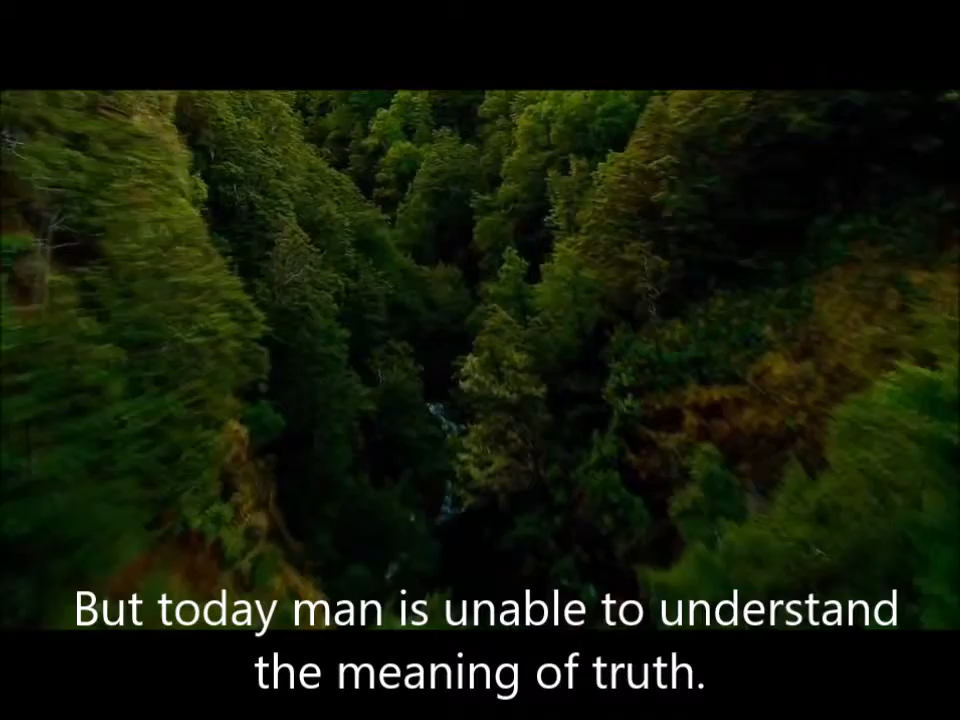 But today man is unable to understand
the meaning of truth.